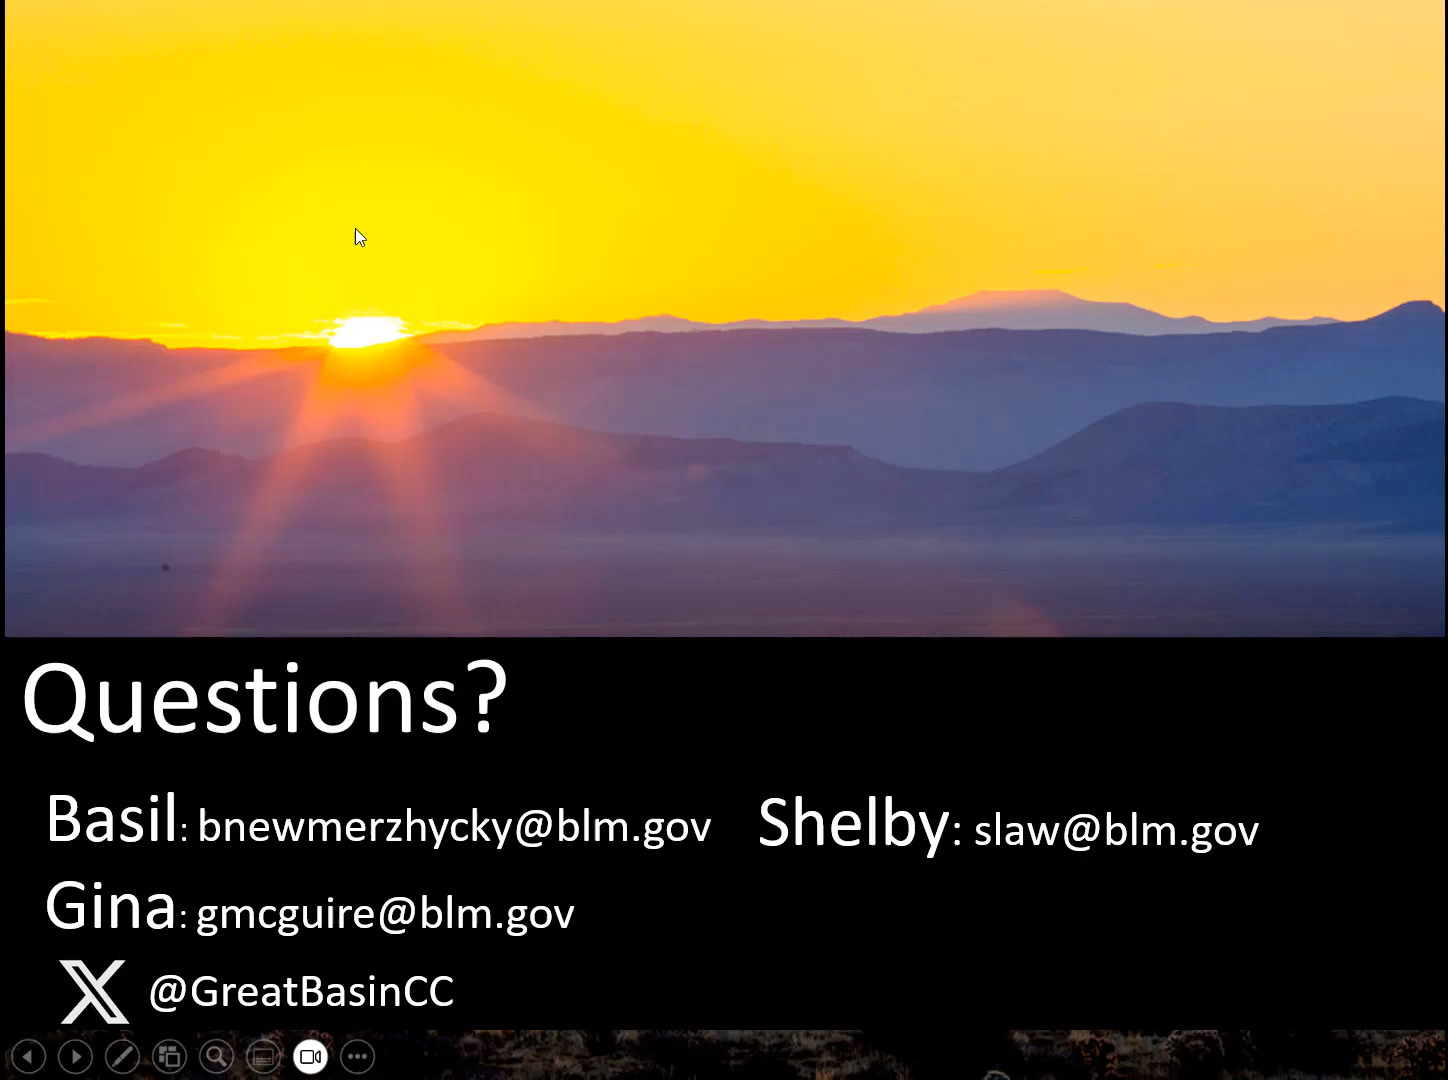 Questions?
Basil: bnewmerzhycky@blm.gov
Shelby: slaw@blm.gov
Gina: gmcguire@blm.gov
X @GreatBasinCC